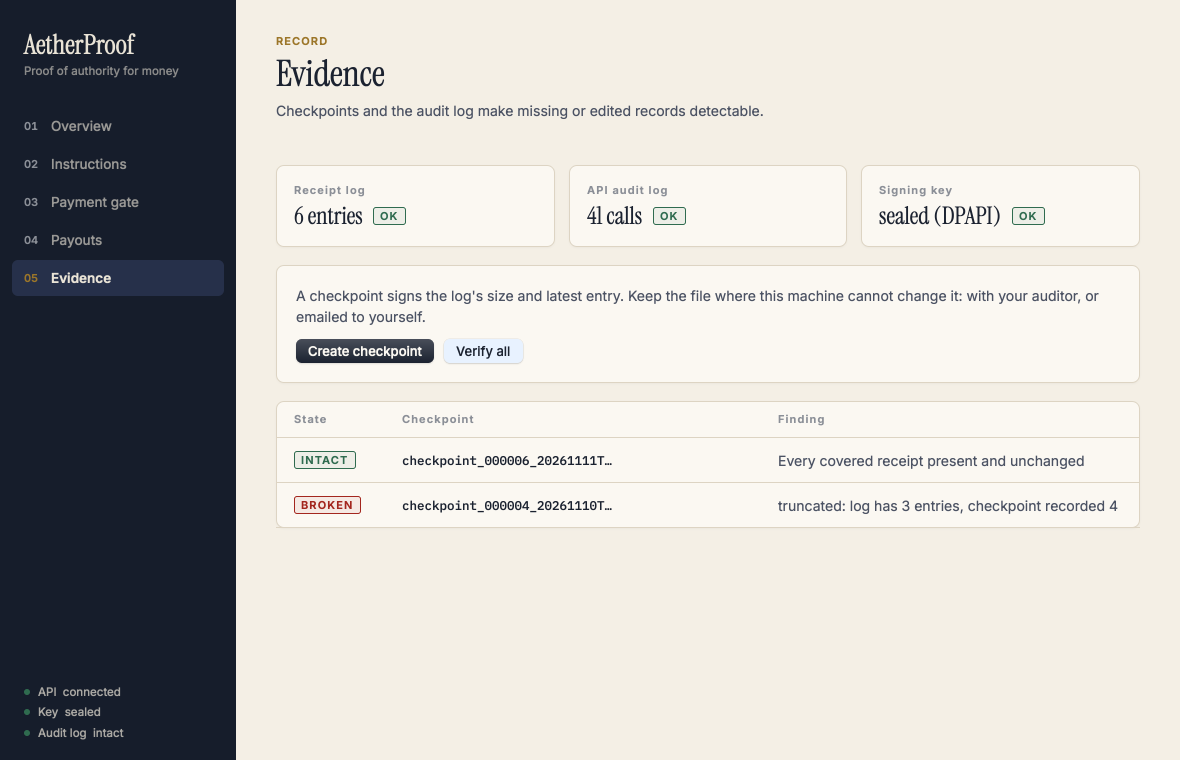 AetherProof
Proof of authority for money
01 Overview
02 Instructions
03 Payment gate
04 Payouts
05 Evidence
API connected
Key sealed
Audit log intact
RECORD
Evidence
Checkpoints and the audit log make missing or edited records detectable.
Receipt log
6 entries OK
API audit log
41 calls OK
Signing key
sealed (DPAPI) OK
A checkpoint signs the log's size and latest entry. Keep the file where this machine cannot change it: with your auditor, or
emailed to yourself.
Create checkpoint Verify all
State Checkpoint Finding
INTACT checkpoint_000006_20261111T… Every covered receipt present and unchanged
BROKEN checkpoint_000004_20261110T… truncated: log has 3 entries, checkpoint recorded 4